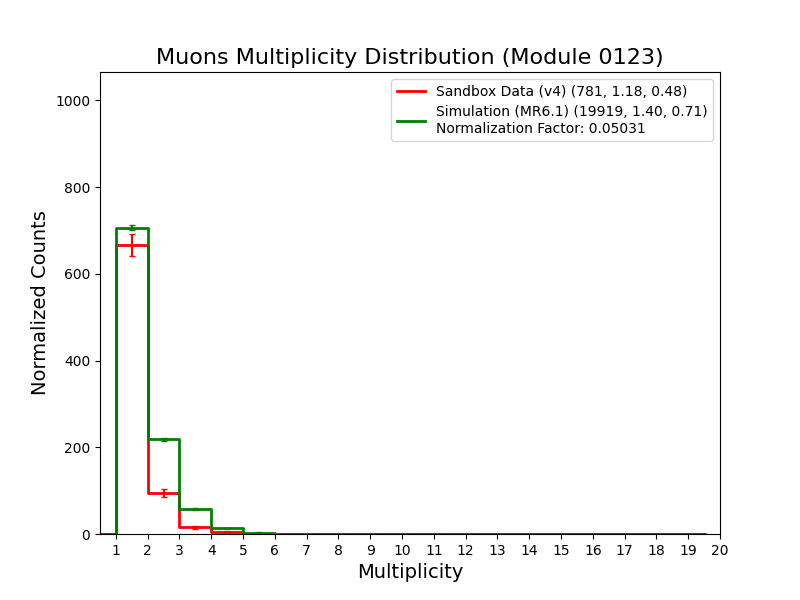 Muons Multiplicity Distribution (Module 0123)
Sandbox Data (v4) (781, 1.18, 0.48)
Simulation (MR6.1) (19919, 1.40, 0.71)
Normalization Factor: 0.05031
Normalized Counts
1000
800
600
400
200
0
1 2 3 4 5 6 7 8 9 10 11 12 13 14 15 16 17 18 19 20
Multiplicity